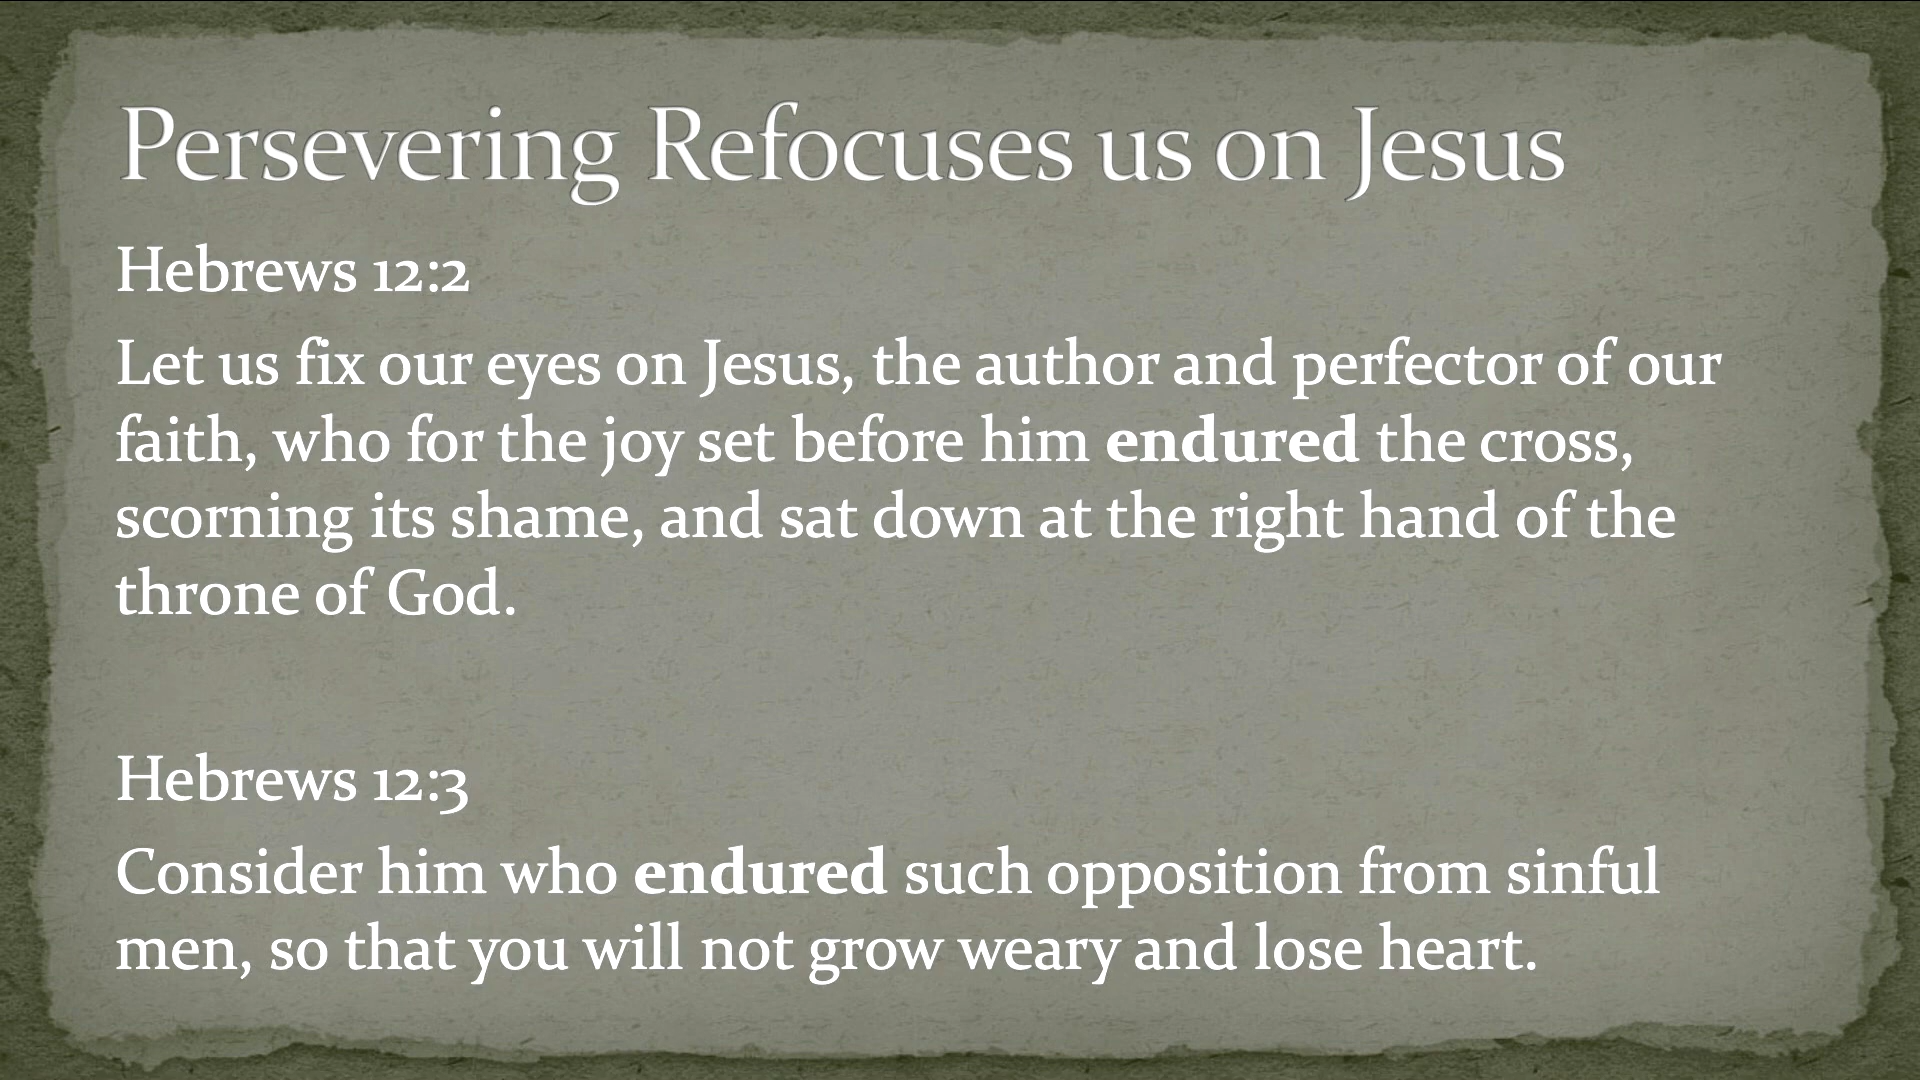 Persevering Refocuses us on Jesus
Hebrews 12:2
Let us fix our eyes on Jesus, the author and perfector of our
faith, who for the joy set before him endured the cross,
scorning its shame, and sat down at the right hand of the
throne of God.
Hebrews 12:3
Consider him who endured such opposition from sinful
men, so that you will not grow weary and lose heart.